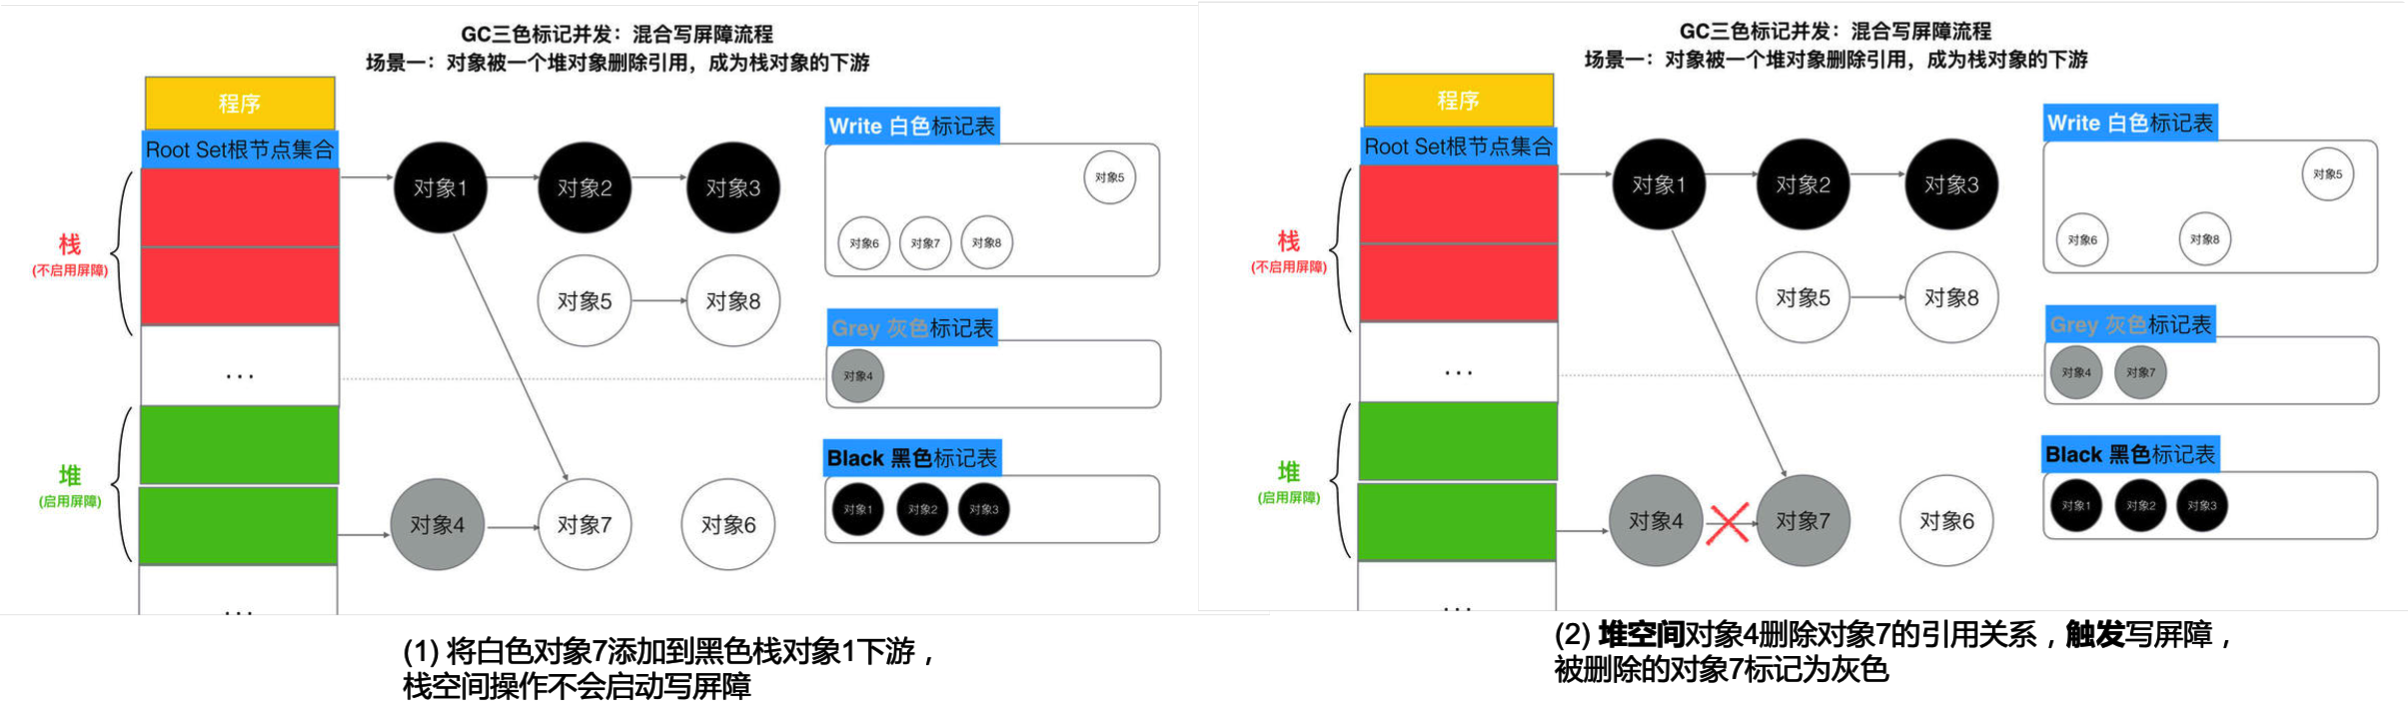 GC三色标记并发：混合写屏障流程
场景一：对象被一个堆对象删除引用，成为栈对象的下游
程序
Root Set根节点集合
栈
(不启用屏障)
...
堆
(启用屏障)
...
对象1
对象2
对象3
对象5
对象8
对象4
对象7
对象6
Write 白色标记表
对象5
对象6
对象7
对象8
Grey 灰色标记表
对象4
Black 黑色标记表
对象1
对象2
对象3
(1) 将白色对象7添加到黑色栈对象1下游，
栈空间操作不会启动写屏障
GC三色标记并发：混合写屏障流程
场景一：对象被一个堆对象删除引用，成为栈对象的下游
程序
Root Set根节点集合
栈
(不启用屏障)
...
堆
(启用屏障)
...
对象1
对象2
对象3
对象5
对象8
对象4
对象7
对象6
Write 白色标记表
对象5
对象6
对象8
Grey 灰色标记表
对象4
对象7
Black 黑色标记表
对象1
对象2
对象3
(2) 堆空间对象4删除对象7的引用关系，触发写屏障，
被删除的对象7标记为灰色